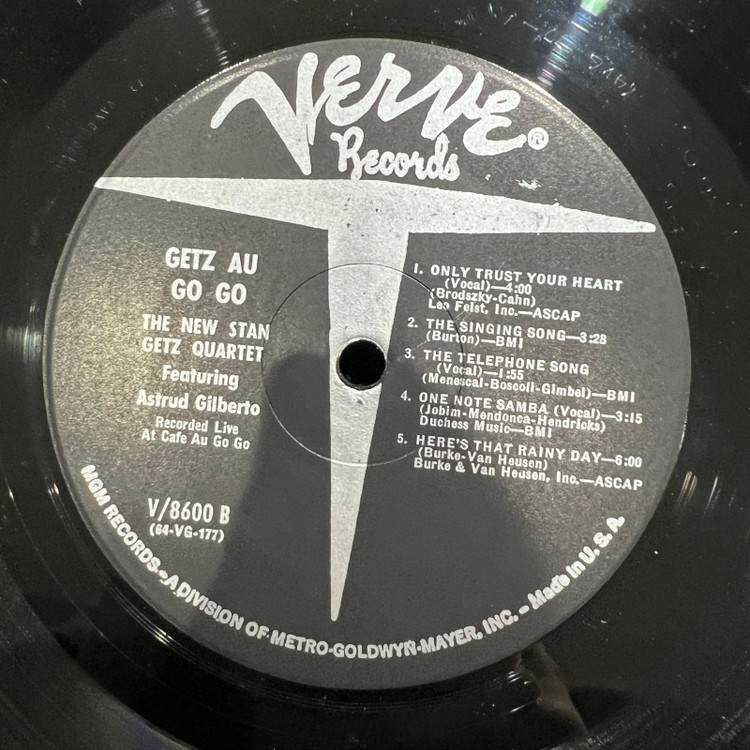 Verve®
Records
GETZ AU
GO GO
THE NEW STAN
GETZ QUARTET
Featuring
Astrud Gilberto
Recorded Live
At Cafe Au Go Go
V/8600 B
(64-VG-177)
1. ONLY TRUST YOUR HEART
(Vocal)—4:00
(Brodszky-Cahn)
Leo Feist, Inc.—ASCAP
2. THE SINGING SONG—3:28
(Burton)—BMI
3. THE TELEPHONE SONG
(Vocal)—1:55
(Menescal-Boscoli-Gimbel)—BMI
4. ONE NOTE SAMBA (Vocal)—3:15
(Jobim-Mendonca-Hendricks)
Duchess Music—BMI
5. HERE'S THAT RAINY DAY—6:00
(Burke-Van Heusen)
Burke & Van Heusen, Inc.—ASCAP
MGM RECORDS—A DIVISION OF METRO-GOLDWYN-MAYER, INC. – Made in U. S. A.